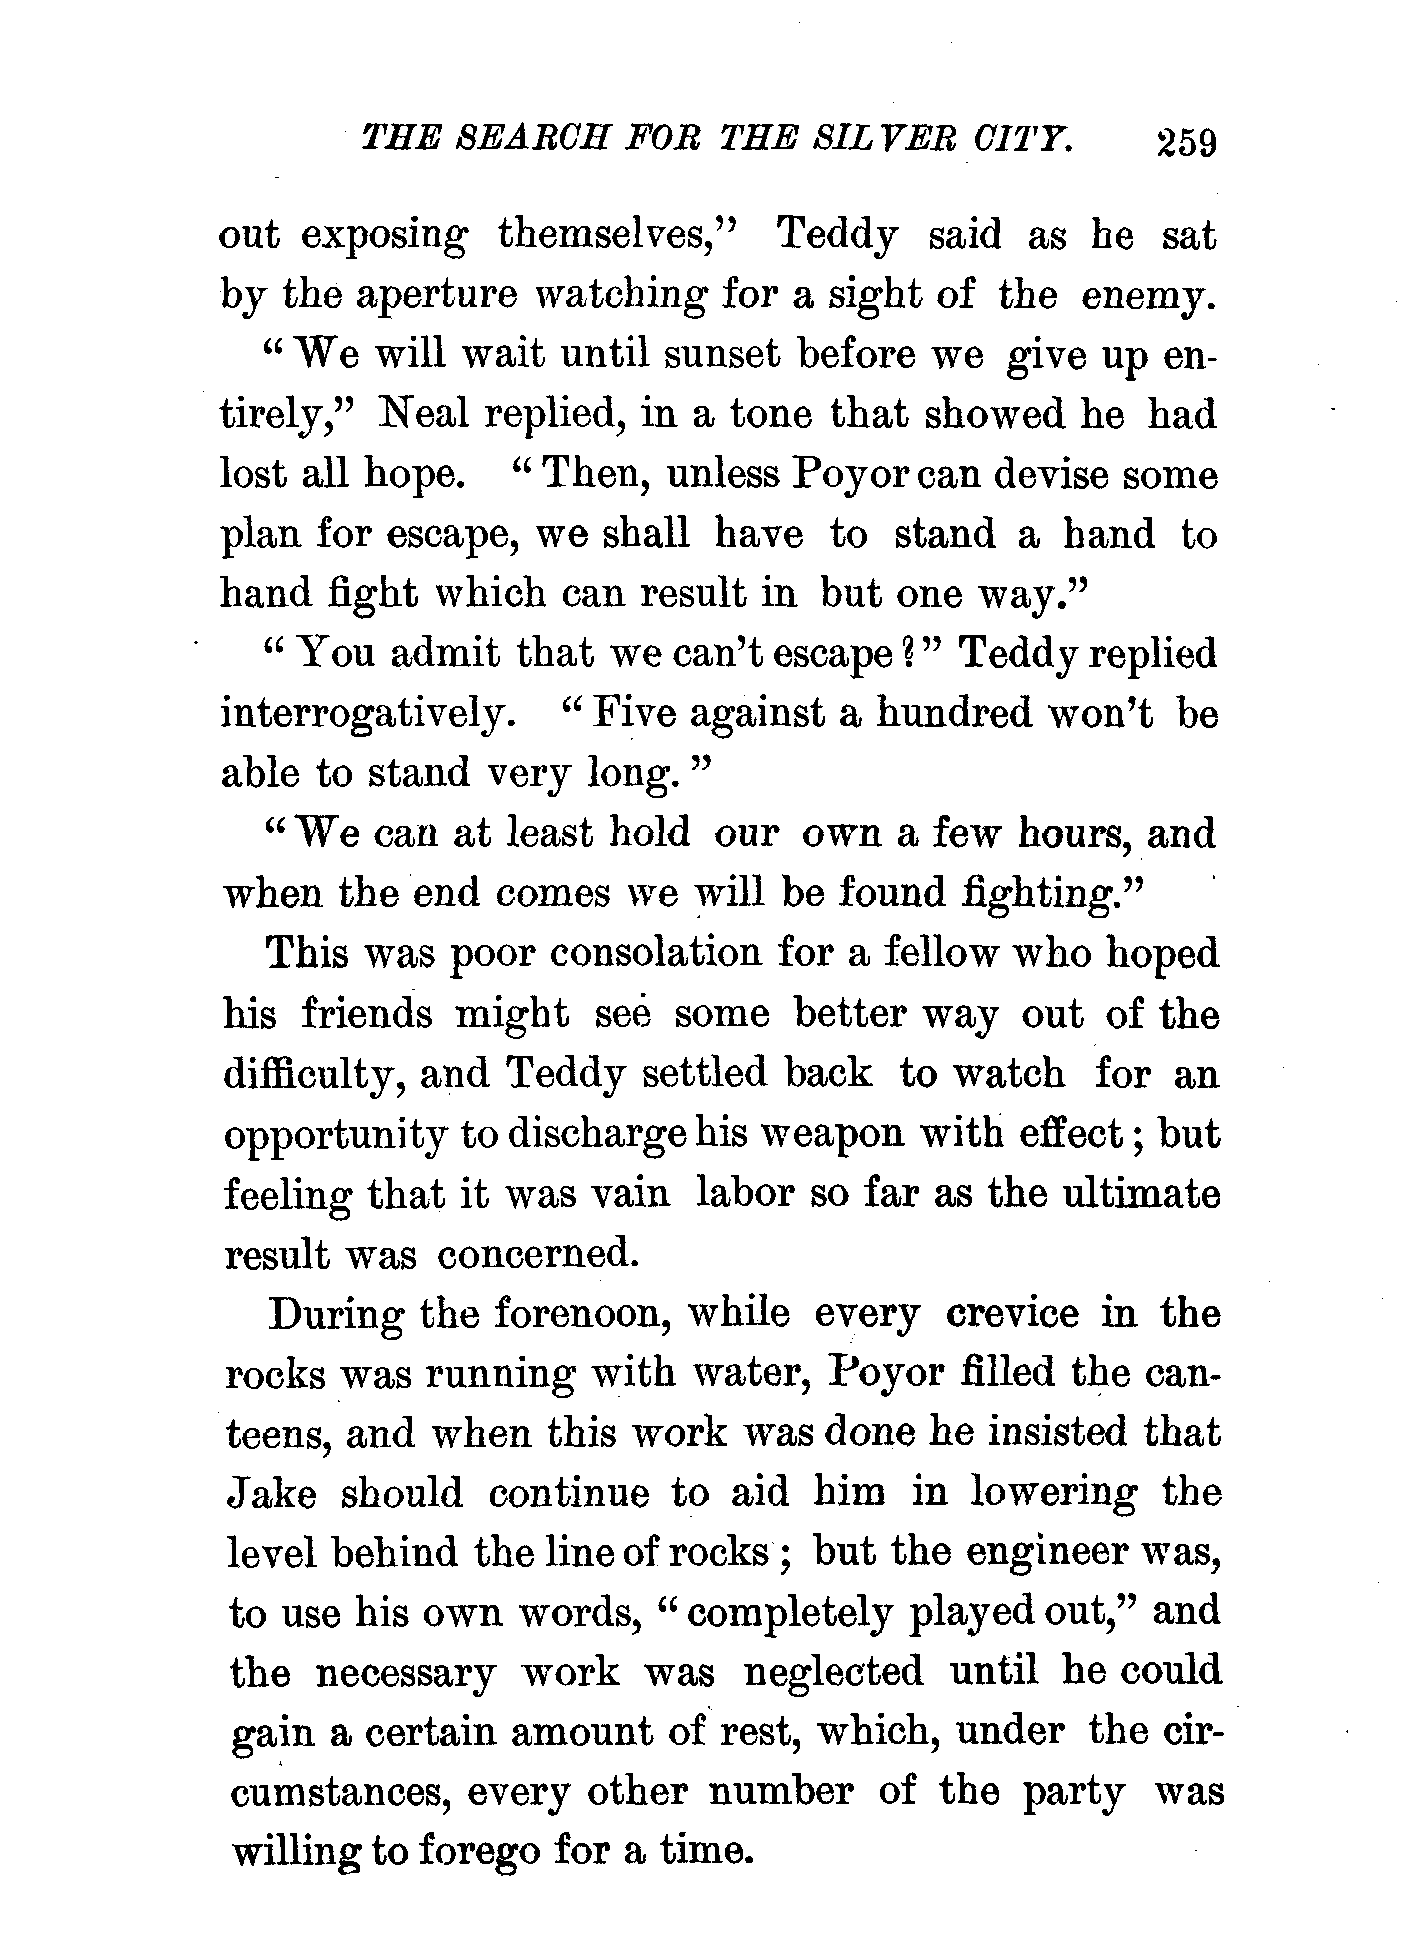 THE SEARCH FOR THE SILVER CITY. 259
out exposing themselves," Teddy said as he sat
by the aperture watching for a sight of the enemy.
"We will wait until sunset before we give up en-
tirely," Neal replied, in a tone that showed he had
lost all hope. "Then, unless Poyor can devise some
plan for escape, we shall have to stand a hand to
hand fight which can result in but one way."
"You admit that we can't escape?" Teddy replied
interrogatively. "Five against a hundred won't be
able to stand very long."
"We can at least hold our own a few hours, and
when the end comes we will be found fighting."
This was poor consolation for a fellow who hoped
his friends might see some better way out of the
difficulty, and Teddy settled back to watch for an
opportunity to discharge his weapon with effect; but
feeling that it was vain labor so far as the ultimate
result was concerned.
During the forenoon, while every crevice in the
rocks was running with water, Poyor filled the can-
teens, and when this work was done he insisted that
Jake should continue to aid him in lowering the
level behind the line of rocks; but the engineer was,
to use his own words, "completely played out," and
the necessary work was neglected until he could
gain a certain amount of rest, which, under the cir-
cumstances, every other number of the party was
willing to forego for a time.